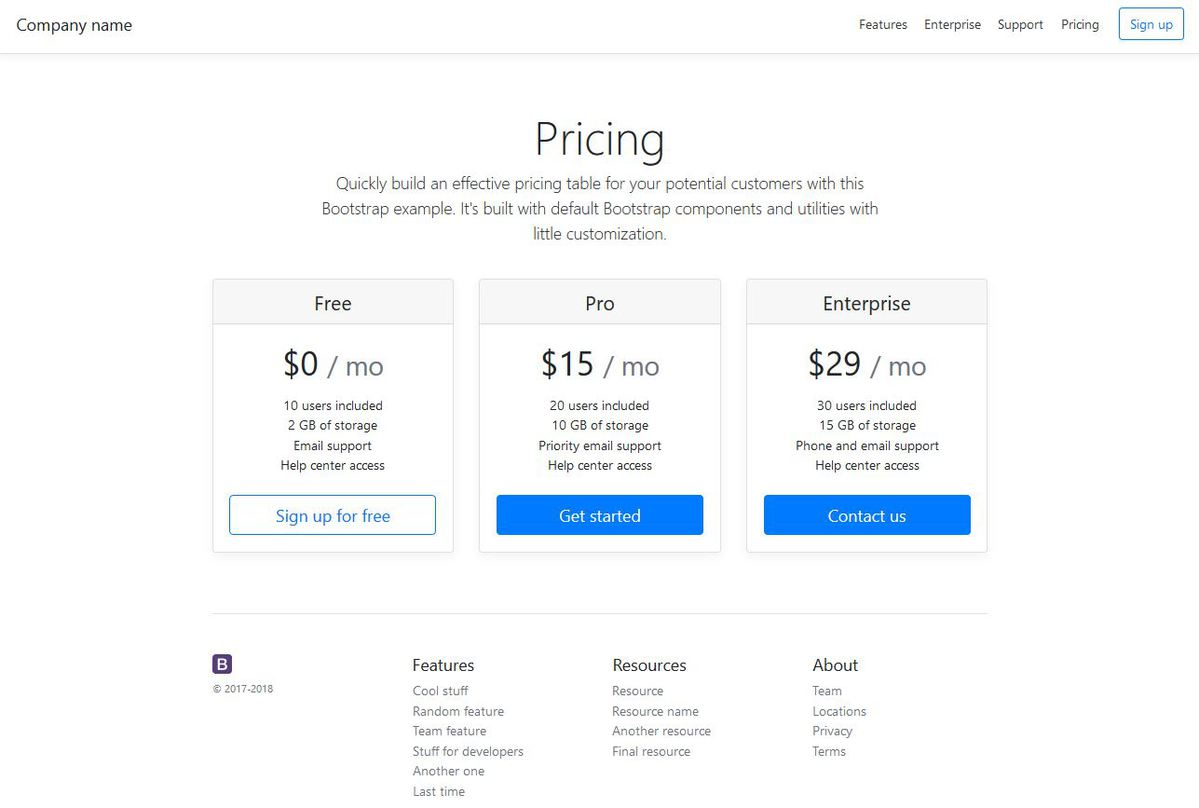 Company name
Features
Enterprise
Support
Pricing
Sign up
Pricing
Quickly build an effective pricing table for your potential customers with this
Bootstrap example. It's built with default Bootstrap components and utilities with
little customization.
Free
$0 / mo
10 users included
2 GB of storage
Email support
Help center access
Sign up for free
Pro
$15 / mo
20 users included
10 GB of storage
Priority email support
Help center access
Get started
Enterprise
$29 / mo
30 users included
15 GB of storage
Phone and email support
Help center access
Contact us
B
© 2017-2018
Features
Cool stuff
Random feature
Team feature
Stuff for developers
Another one
Last time
Resources
Resource
Resource name
Another resource
Final resource
About
Team
Locations
Privacy
Terms